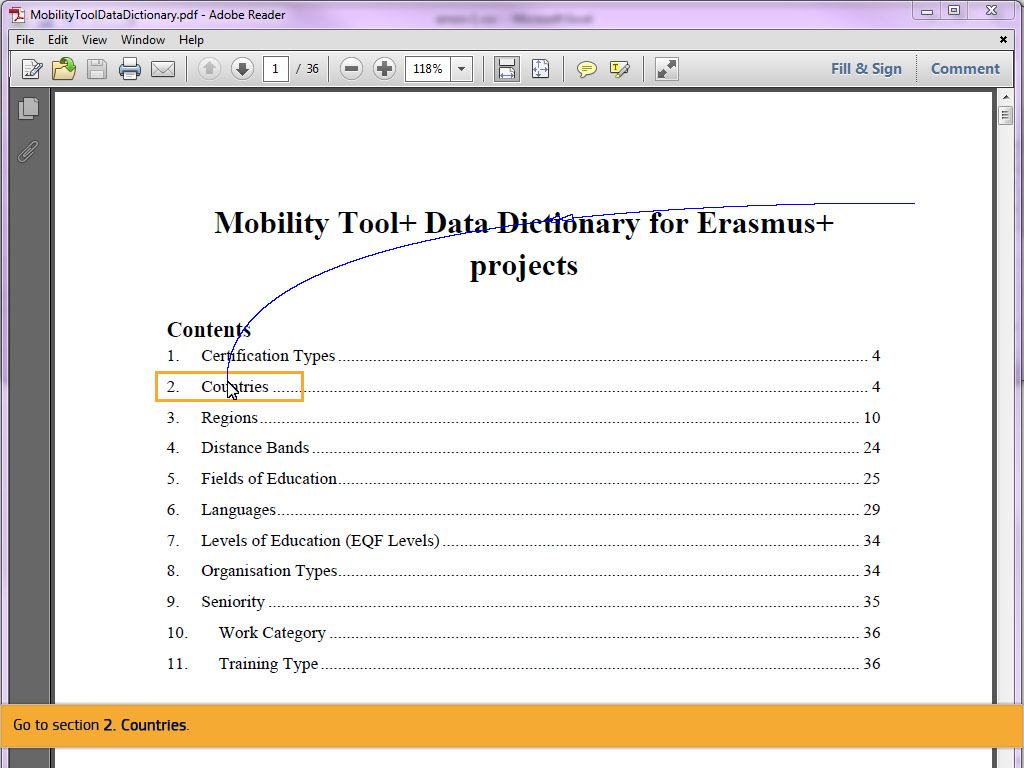 MobilityToolDataDictionary.pdf - Adobe Reader
File Edit View Window Help
1 / 36 118% Fill & Sign Comment
Mobility Tool+ Data Dictionary for Erasmus+
projects
Contents
1. Certification Types 4
2. Countries 4
3. Regions 10
4. Distance Bands 24
5. Fields of Education 25
6. Languages 29
7. Levels of Education (EQF Levels) 34
8. Organisation Types 34
9. Seniority 35
10. Work Category 36
11. Training Type 36
Go to section 2. Countries.